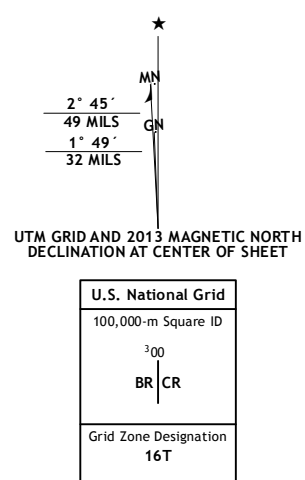 ★
MN
2° 45´
49 MILS
GN
1° 49´
32 MILS
UTM GRID AND 2013 MAGNETIC NORTH
DECLINATION AT CENTER OF SHEET
U.S. National Grid
100,000-m Square ID
³00
BR CR
Grid Zone Designation
16T